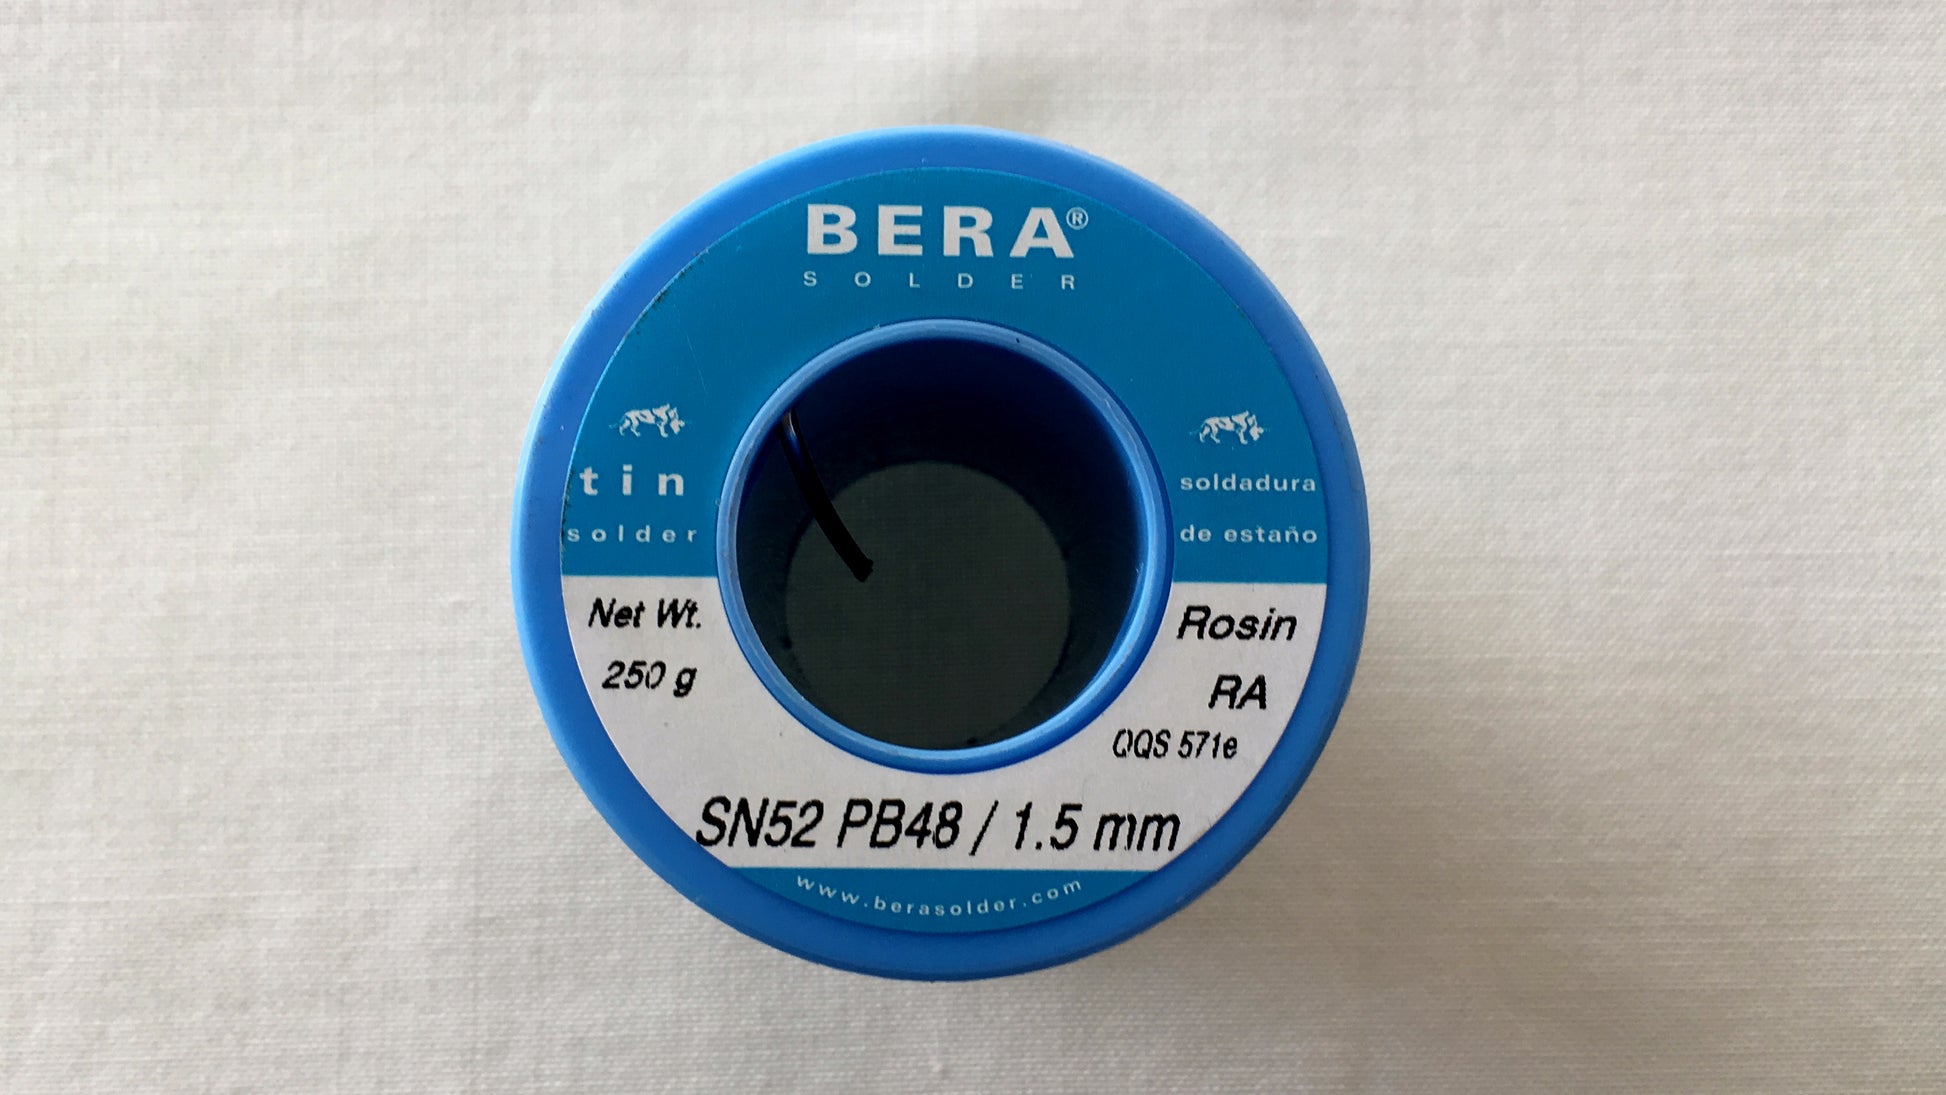 BERA®
SOLDER
tin
solder
soldadura
de estaño
Net Wt.
250 g
Rosin
RA
QQS 571e
SN52 PB48 / 1.5 mm
www.berasolder.com